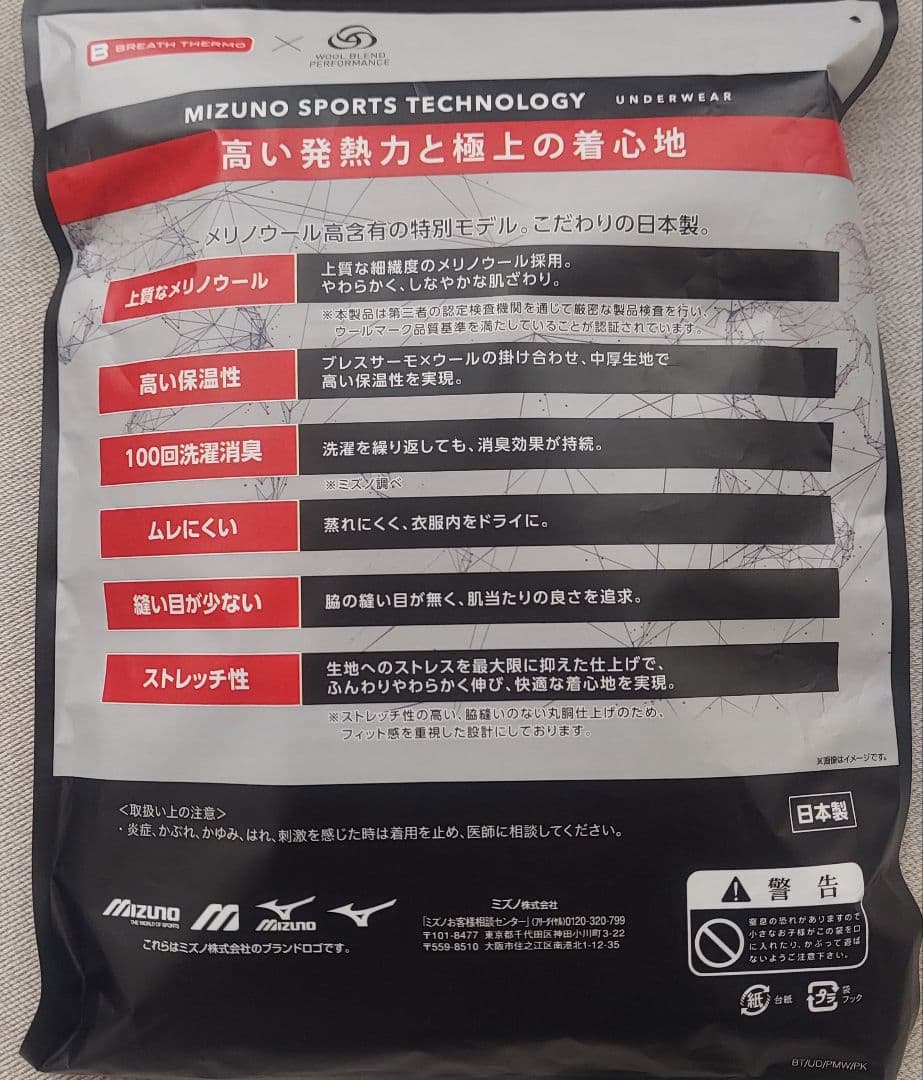 B BREATH THERMO × WOOL BLEND
PERFORMANCE
MIZUNO SPORTS TECHNOLOGY UNDERWEAR
高い発熱力と極上の着心地
メリノウール高含有の特別モデル。こだわりの日本製。
上質なメリノウール
上質な細繊度のメリノウール採用。
やわらかく、しなやかな肌ざわり。
※本製品は第三者の認定検査機関を通じて厳密な製品検査を行い、
ウールマーク品質基準を満たしていることが認証されています。
高い保温性
ブレスサーモ×ウールの掛け合わせ、中厚生地で
高い保温性を実現。
100回洗濯消臭
洗濯を繰り返しても、消臭効果が持続。
※ミズノ調べ
ムレにくい
蒸れにくく、衣服内をドライに。
縫い目が少ない
脇の縫い目が無く、肌当たりの良さを追求。
ストレッチ性
生地へのストレスを最大限に抑えた仕上げで、
ふんわりやわらかく伸び、快適な着心地を実現。
※ストレッチ性の高い、脇縫いのない丸胴仕上げのため、
フィット感を重視した設計にしております。
※画像はイメージです。
<取扱い上の注意>
・炎症、かぶれ、かゆみ、はれ、刺激を感じた時は着用を止め、医師に相談してください。
日本製
MIZUNO
THE WORLD OF SPORTS
M
MIZUNO
これらはミズノ株式会社のブランドロゴです。
ミズノ株式会社
「ミズノお客様相談センター」(フリーダイヤル)0120-320-799
〒101-8477 東京都千代田区神田小川町3-22
〒559-8510 大阪市住之江区南港北1-12-35
警告
窒息の恐れがありますので
小さなお子様がこの袋を口
に入れたり、かぶって遊ば
ないようご注意下さい。
紙 台紙
プラ 袋
フック
BT/UD/PMW/PK